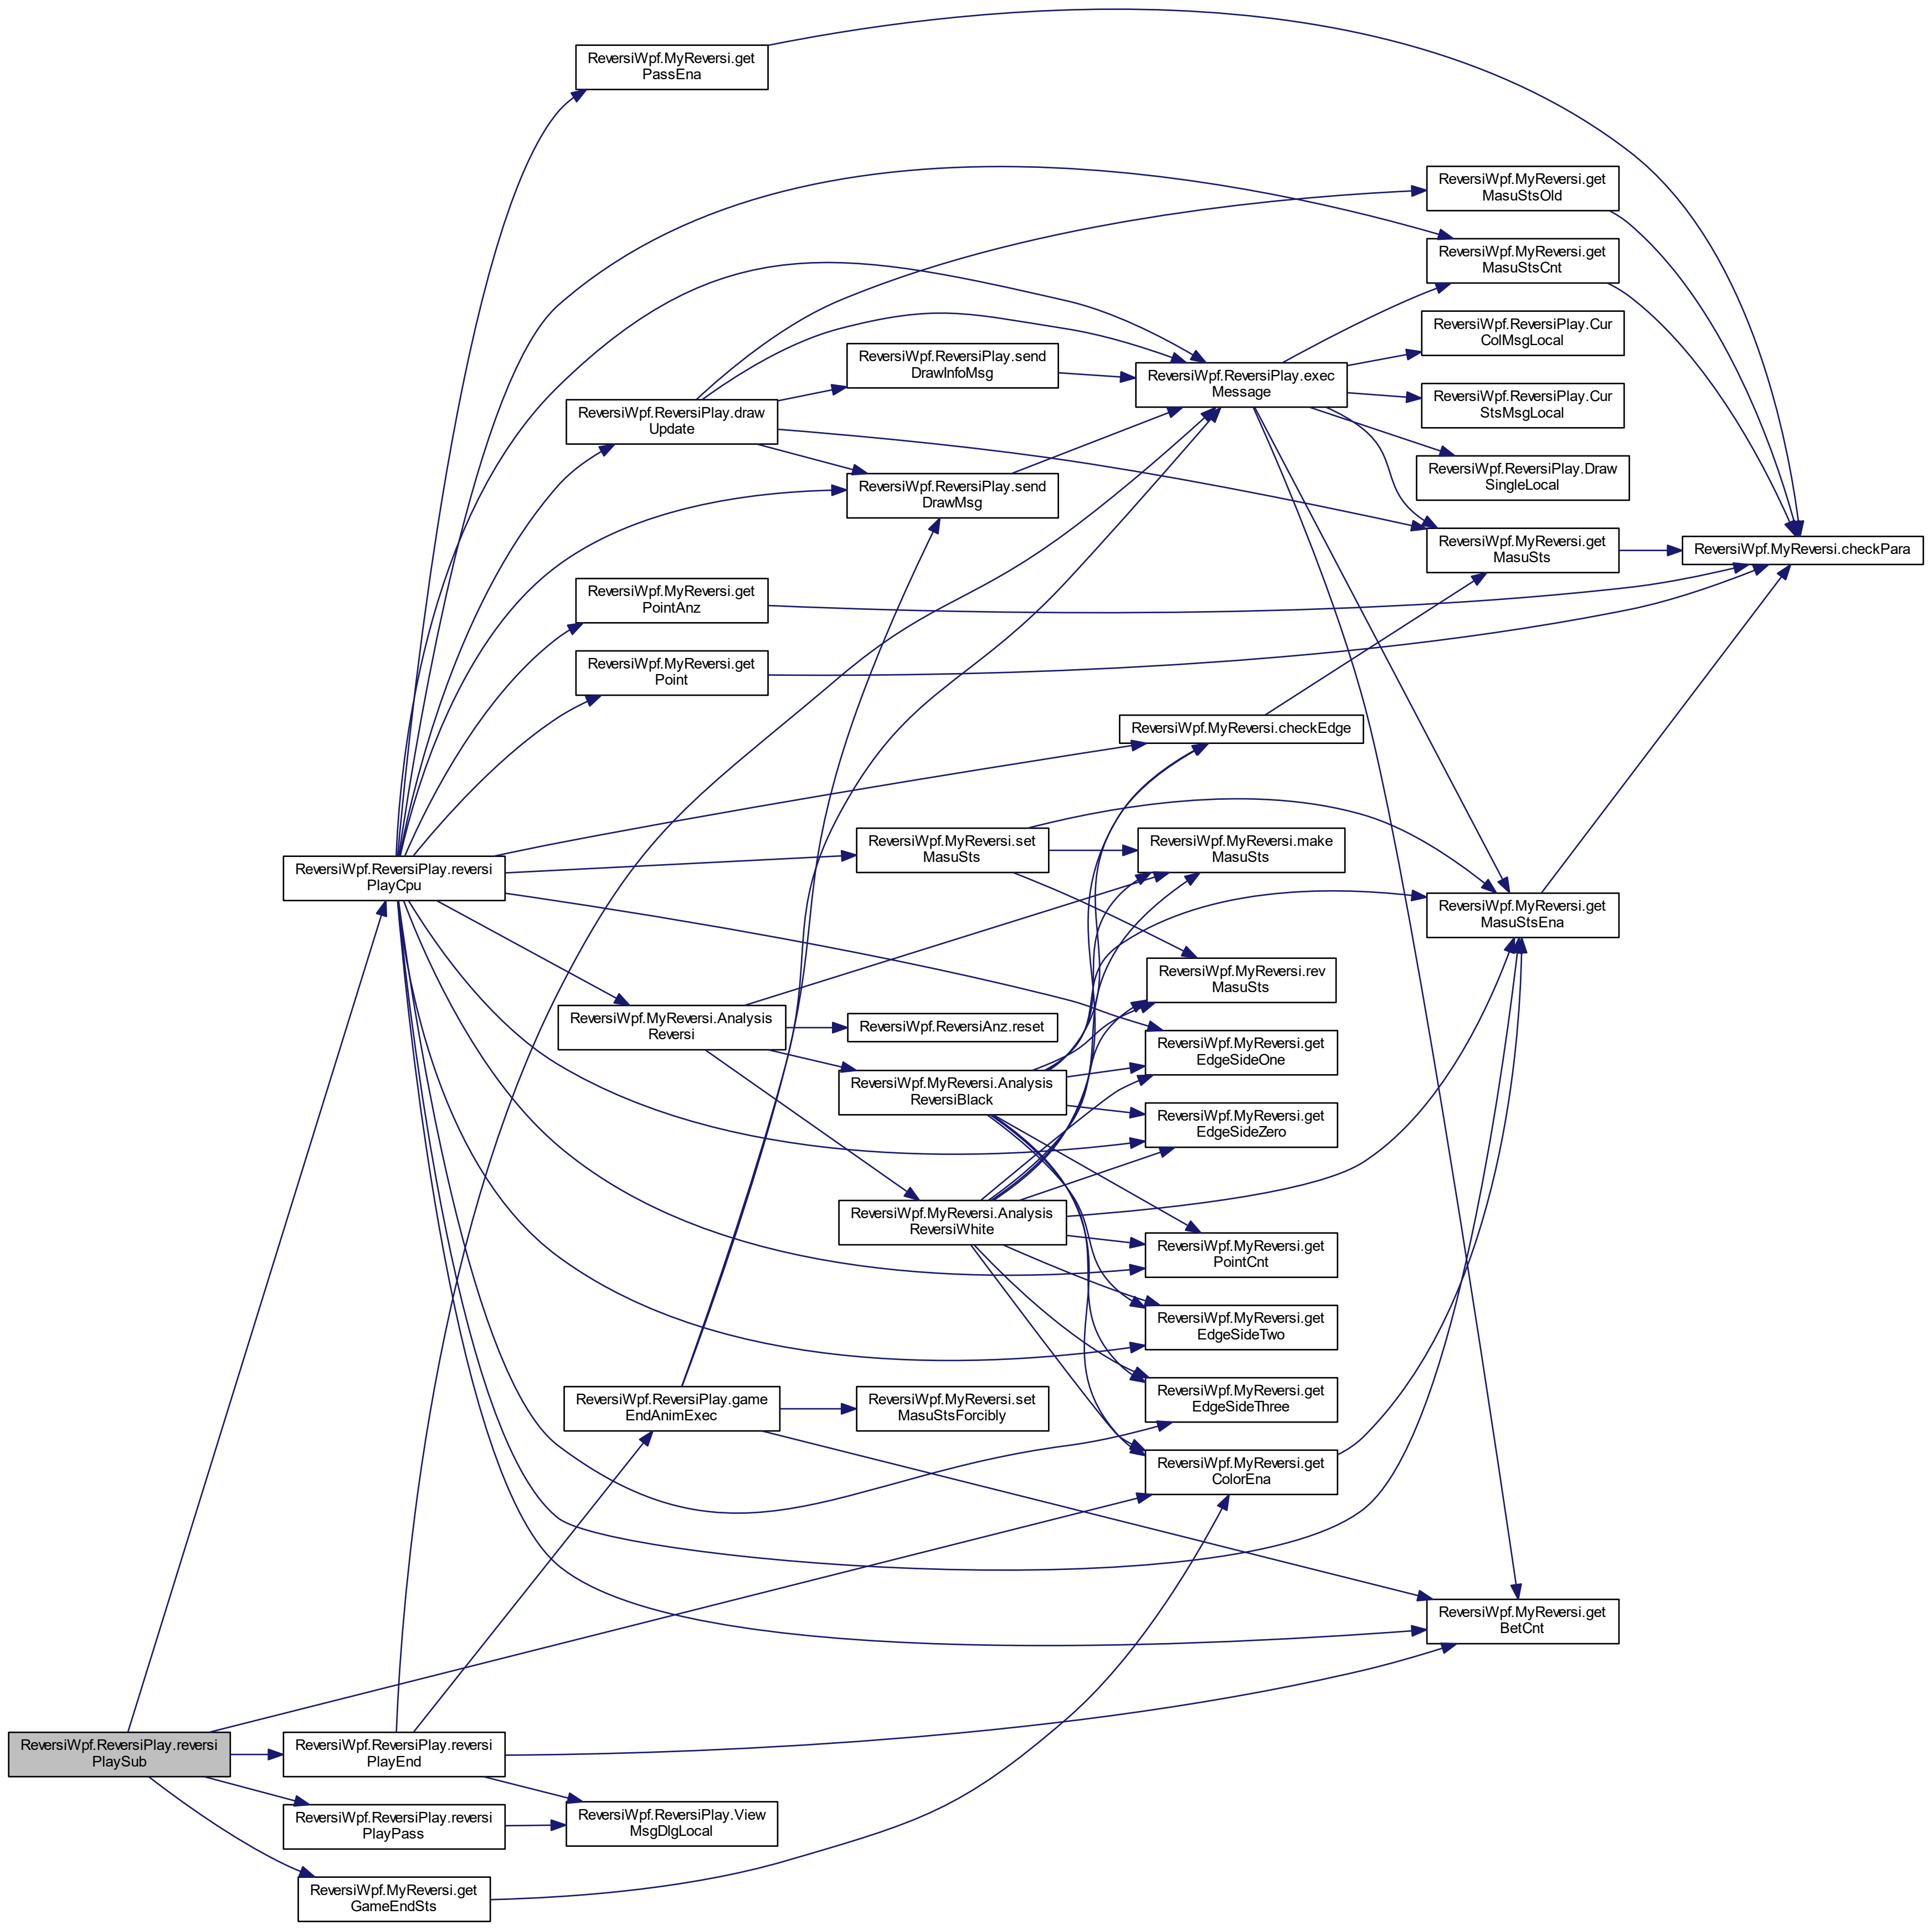 ReversiWpf.MyReversi.get
PassEna
ReversiWpf.MyReversi.get
MasuStsOld
ReversiWpf.MyReversi.get
MasuStsCnt
ReversiWpf.ReversiPlay.Cur
ColMsgLocal
ReversiWpf.ReversiPlay.send
DrawInfoMsg
ReversiWpf.ReversiPlay.exec
Message
ReversiWpf.ReversiPlay.Cur
StsMsgLocal
ReversiWpf.ReversiPlay.draw
Update
ReversiWpf.ReversiPlay.Draw
SingleLocal
ReversiWpf.ReversiPlay.send
DrawMsg
ReversiWpf.MyReversi.get
MasuSts
ReversiWpf.MyReversi.checkPara
ReversiWpf.MyReversi.get
PointAnz
ReversiWpf.MyReversi.get
Point
ReversiWpf.MyReversi.checkEdge
ReversiWpf.ReversiPlay.reversi
PlayCpu
ReversiWpf.MyReversi.set
MasuSts
ReversiWpf.MyReversi.make
MasuSts
ReversiWpf.MyReversi.get
MasuStsEna
ReversiWpf.MyReversi.rev
MasuSts
ReversiWpf.MyReversi.Analysis
Reversi
ReversiWpf.ReversiAnz.reset
ReversiWpf.MyReversi.get
EdgeSideOne
ReversiWpf.MyReversi.Analysis
ReversiBlack
ReversiWpf.MyReversi.get
EdgeSideZero
ReversiWpf.MyReversi.Analysis
ReversiWhite
ReversiWpf.MyReversi.get
PointCnt
ReversiWpf.MyReversi.get
EdgeSideTwo
ReversiWpf.ReversiPlay.game
EndAnimExec
ReversiWpf.MyReversi.set
MasuStsForcibly
ReversiWpf.MyReversi.get
EdgeSideThree
ReversiWpf.MyReversi.get
ColorEna
ReversiWpf.MyReversi.get
BetCnt
ReversiWpf.ReversiPlay.reversi
PlaySub
ReversiWpf.ReversiPlay.reversi
PlayEnd
ReversiWpf.ReversiPlay.reversi
PlayPass
ReversiWpf.ReversiPlay.View
MsgDlgLocal
ReversiWpf.MyReversi.get
GameEndSts